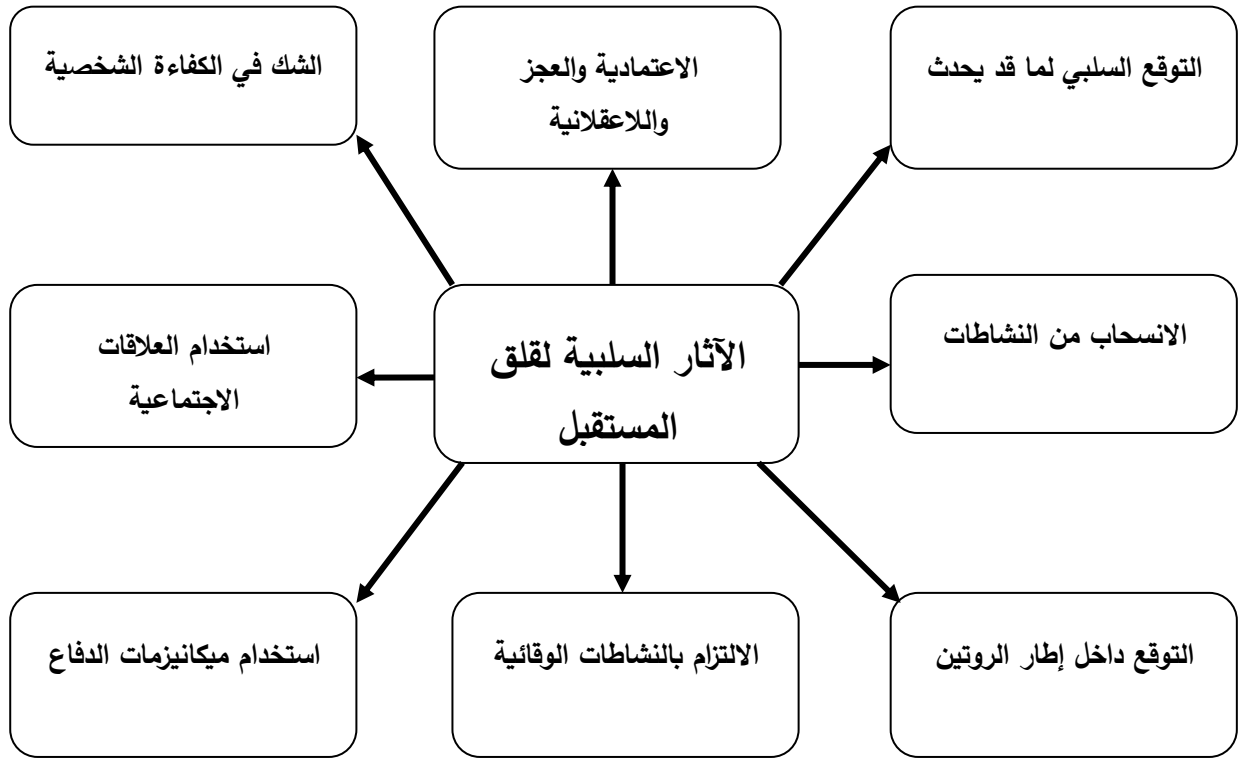 التوقع السلبي لما قد يحدث
الاعتمادية والعجز
واللاعقلانية
الشك في الكفاءة الشخصية
الانسحاب من النشاطات
الآثار السلبية لقلق
المستقبل
استخدام العلاقات
الاجتماعية
التوقع داخل إطار الروتين
الالتزام بالنشاطات الوقائية
استخدام ميكانيزمات الدفاع